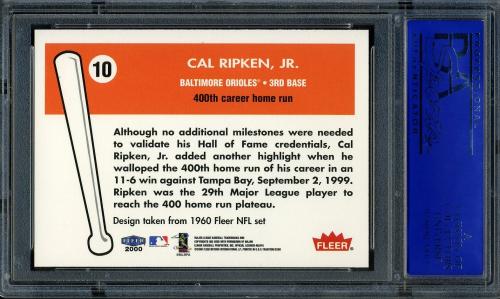 10
CAL RIPKEN, JR.
BALTIMORE ORIOLES • 3RD BASE
400th career home run
Although no additional milestones were needed
to validate his Hall of Fame credentials, Cal
Ripken, Jr. added another highlight when he
walloped the 400th home run of his career in an
11-6 win against Tampa Bay, September 2, 1999.
Ripken was the 29th Major League player to
reach the 400 home run plateau.
Design taken from 1960 Fleer NFL set
FLEER
2000
FLEER
PSA